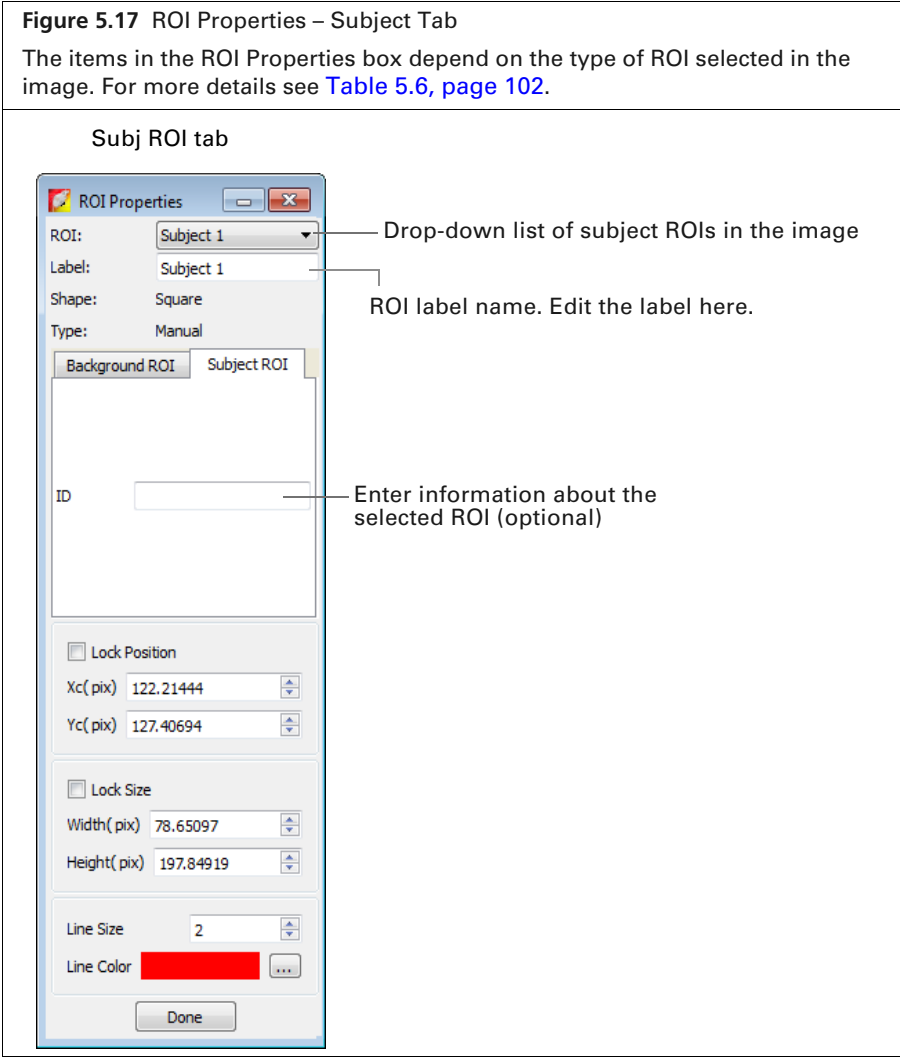 Figure 5.17 ROI Properties – Subject Tab
The items in the ROI Properties box depend on the type of ROI selected in the
image. For more details see Table 5.6, page 102.
Subj ROI tab
ROI Properties
ROI: Subject 1
Drop-down list of subject ROIs in the image
Label: Subject 1
ROI label name. Edit the label here.
Shape: Square
Type: Manual
Background ROI Subject ROI
ID
Enter information about the
selected ROI (optional)
Lock Position
Xc( pix) 122.21444
Yc( pix) 127.40694
Lock Size
Width( pix) 78.65097
Height( pix) 197.84919
Line Size 2
Line Color ...
Done